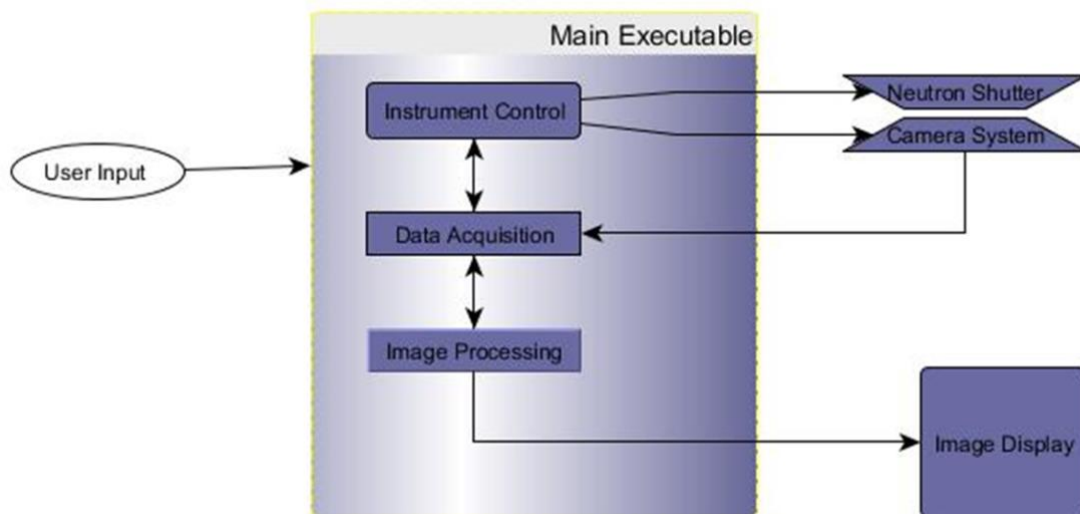 Main Executable
Instrument Control
Neutron Shutter
Camera System
User Input
Data Acquisition
Image Processing
Image Display